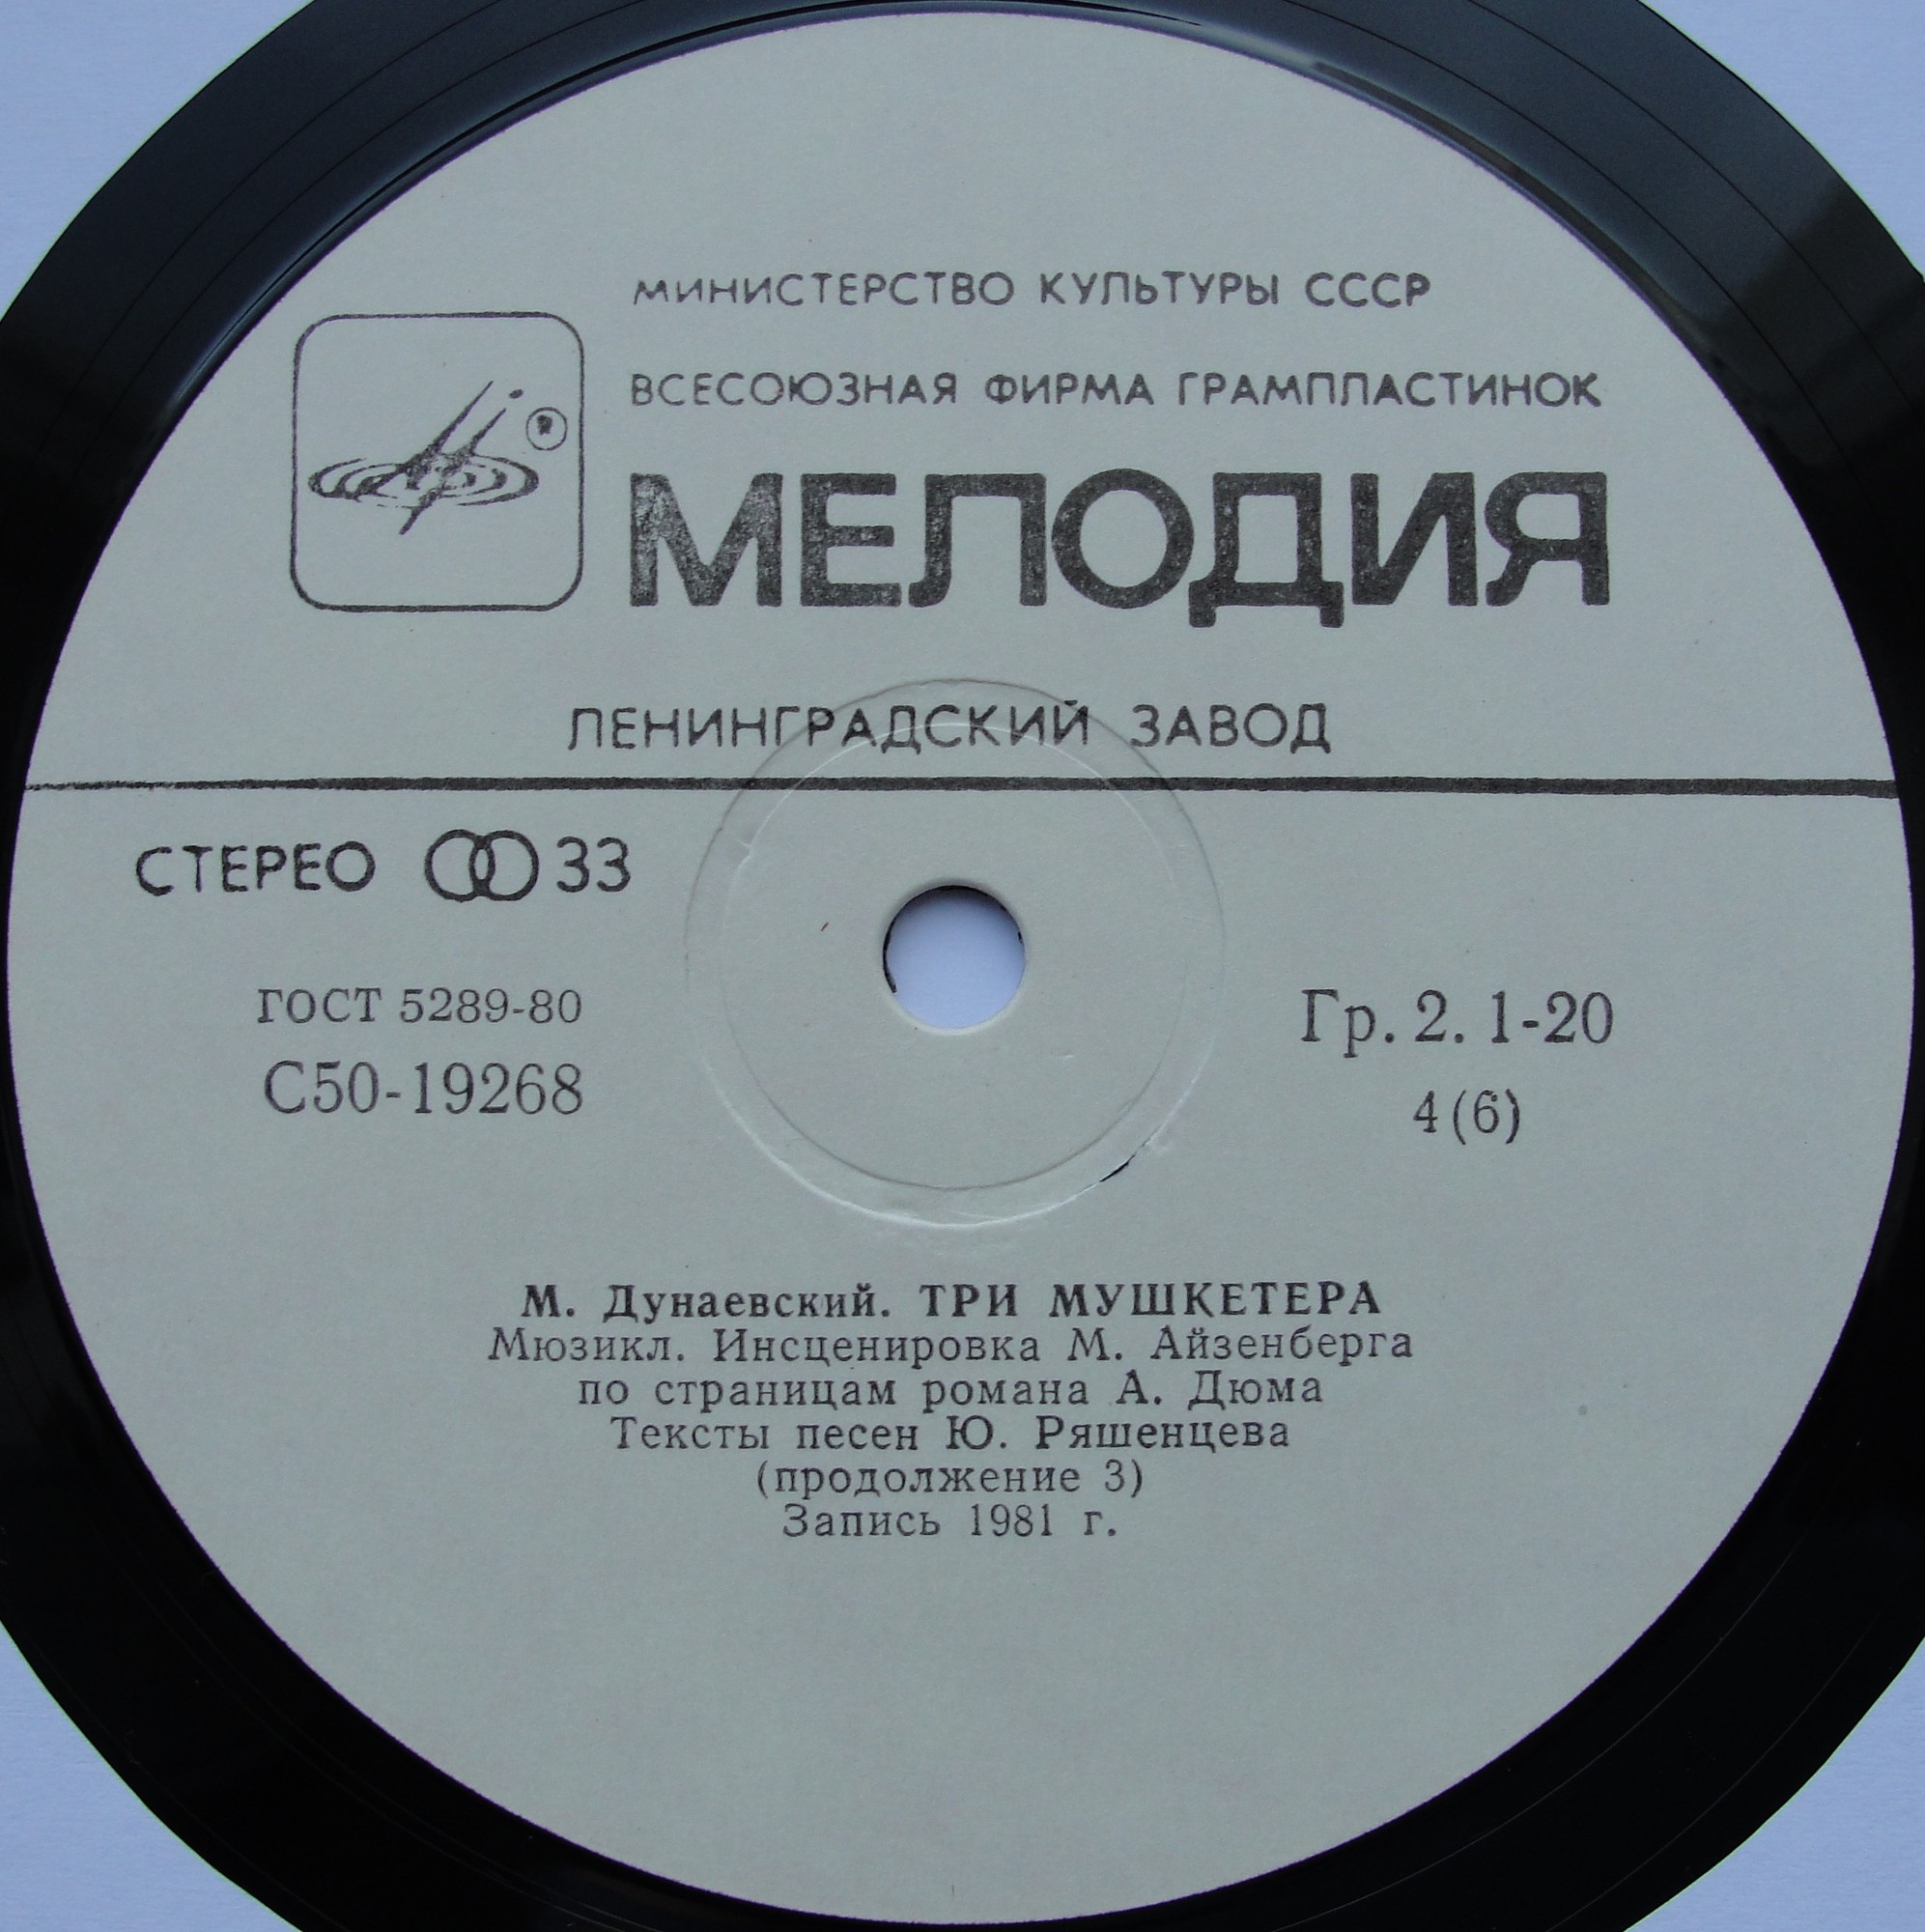 МИНИСТЕРСТВО КУЛЬТУРЫ СССР
ВСЕСОЮЗНАЯ ФИРМА ГРАМПЛАСТИНОК
МЕЛОДИЯ
ЛЕНИНГРАДСКИЙ ЗАВОД
СТЕРЕО 33
ГОСТ 5289-80
С50-19268
Гр. 2. 1-20
4(6)
М. Дунаевский. ТРИ МУШКЕТЕРА
Мюзикл. Инсценировка М. Айзенберга
по страницам романа А. Дюма
Тексты песен Ю. Ряшенцева
(продолжение 3)
Запись 1981 г.